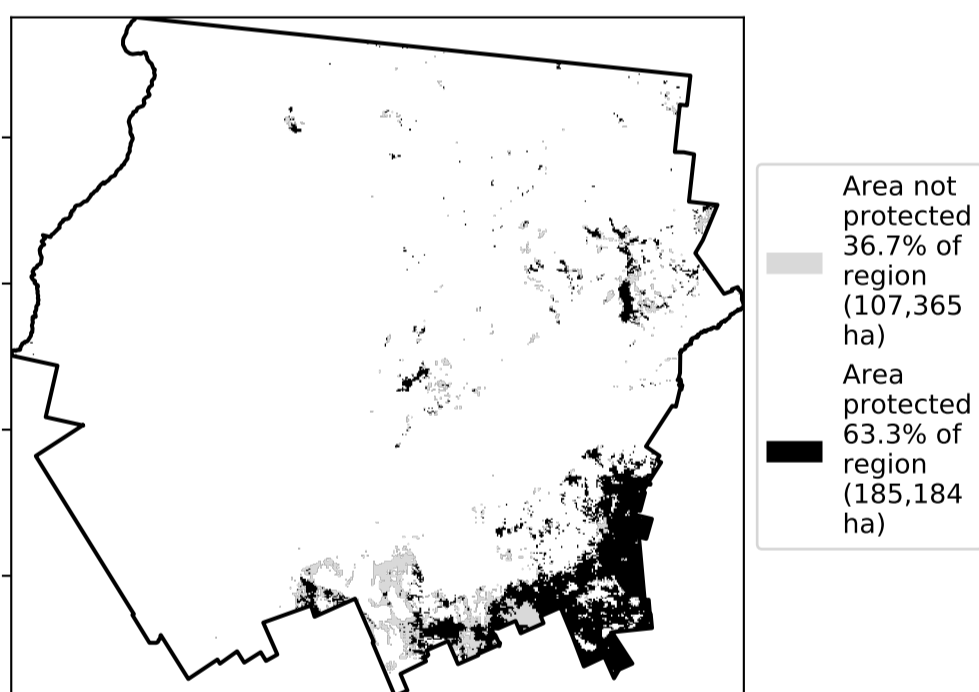 Area not
protected
36.7% of
region
(107,365
ha)
Area
protected
63.3% of
region
(185,184
ha)